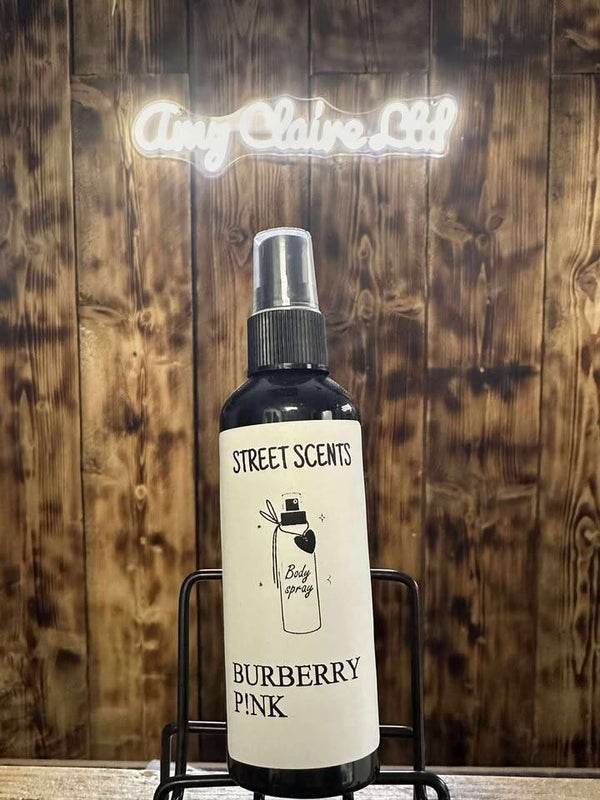 Amy Claire Ltd
STREET SCENTS
Body
spray
BURBERRY
P!NK